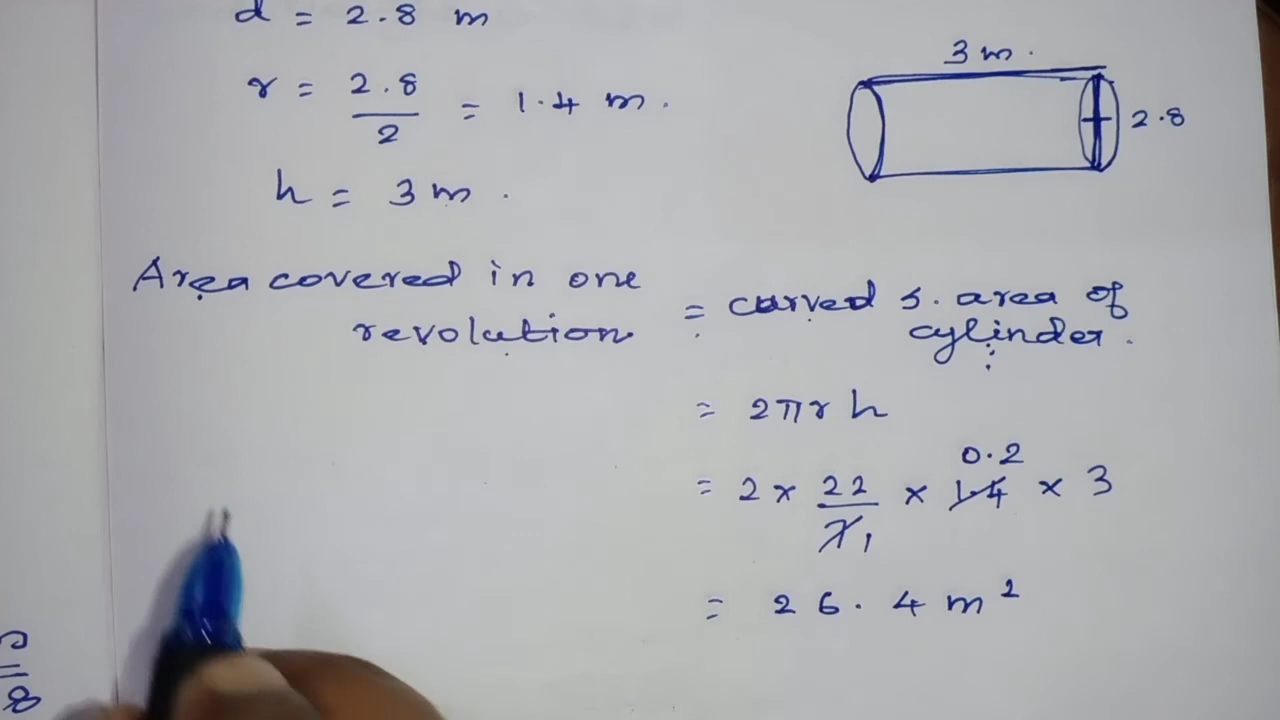 d = 2.8 m
r = 2.8 / 2 = 1.4 m.
h = 3 m.
3 m.
2.8
Area covered in one
revolution
= curved s. area of
cylinder.
= 2πrh
0.2
= 2 × 22 / 7 1 × 1.4 × 3
= 26.4 m²